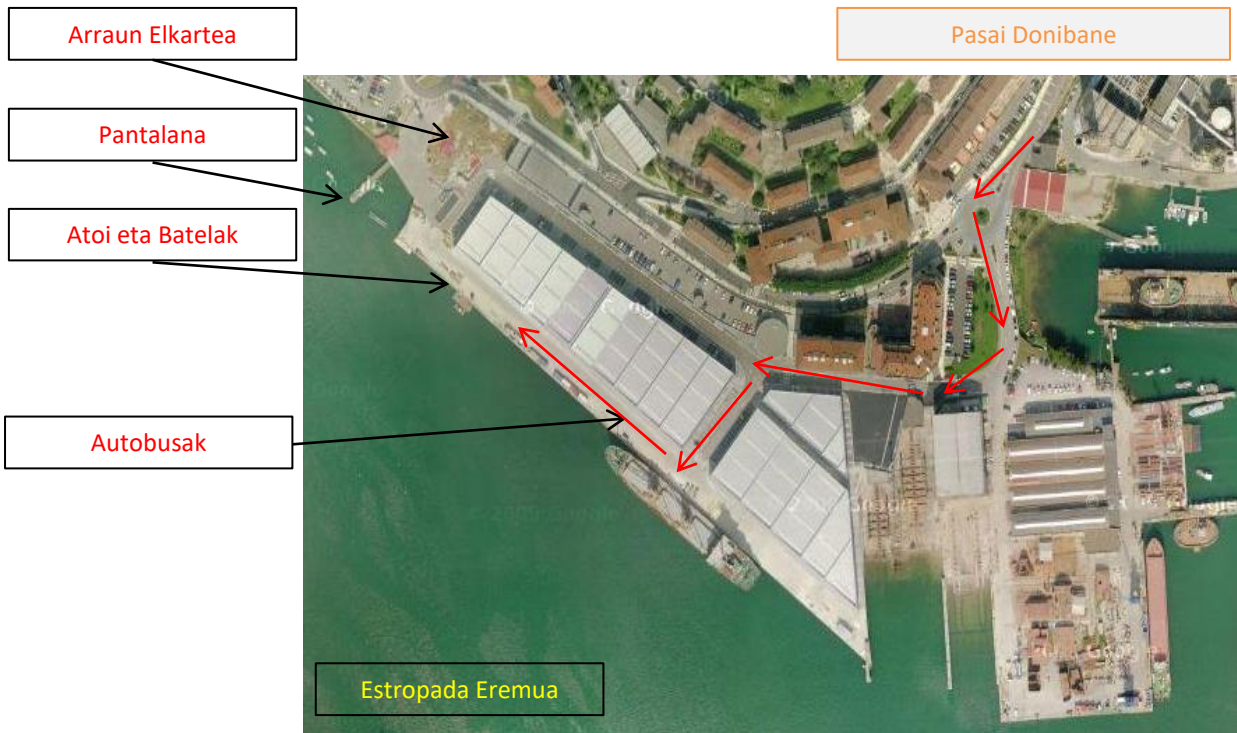 Arraun Elkartea
Pasai Donibane
Pantalana
Atoi eta Batelak
Autobusak
Estropada Eremua